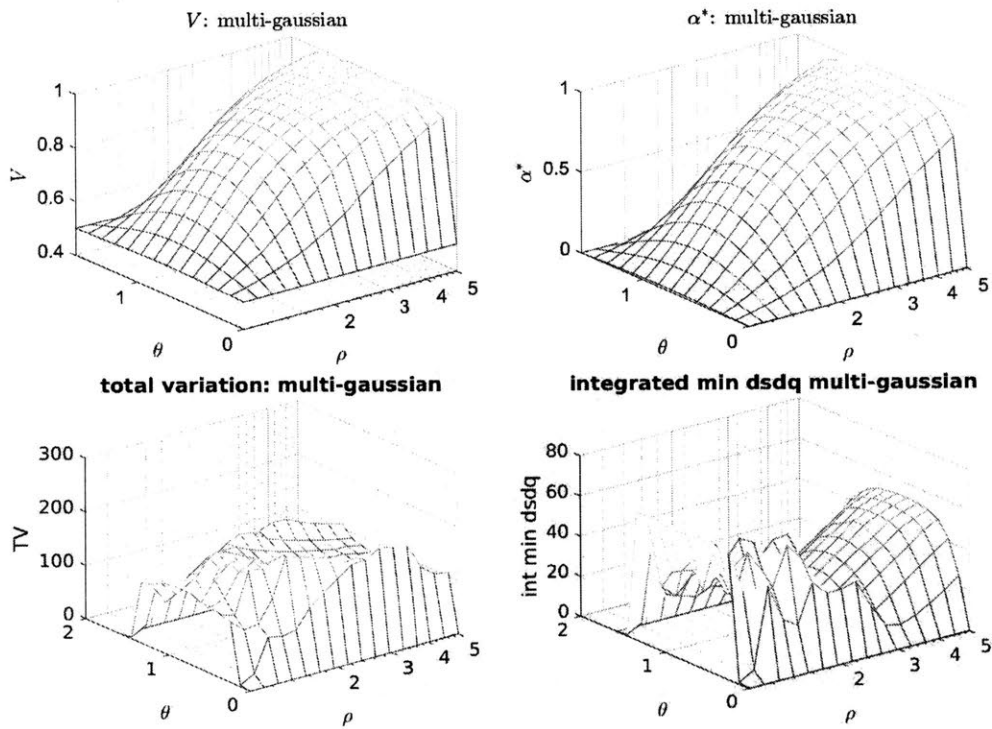 V: multi-gaussian
α*: multi-gaussian
1
0.8
0.6
0.4
V
1
0
θ
2
3
4
5
ρ
1
0.5
0
α*
1
0
θ
2
3
4
5
ρ
total variation: multi-gaussian
integrated min dsdq multi-gaussian
300
200
100
0
TV
2
1
0
θ
2
3
4
5
ρ
80
60
40
20
0
int min dsdq
2
1
0
θ
2
3
4
5
ρ